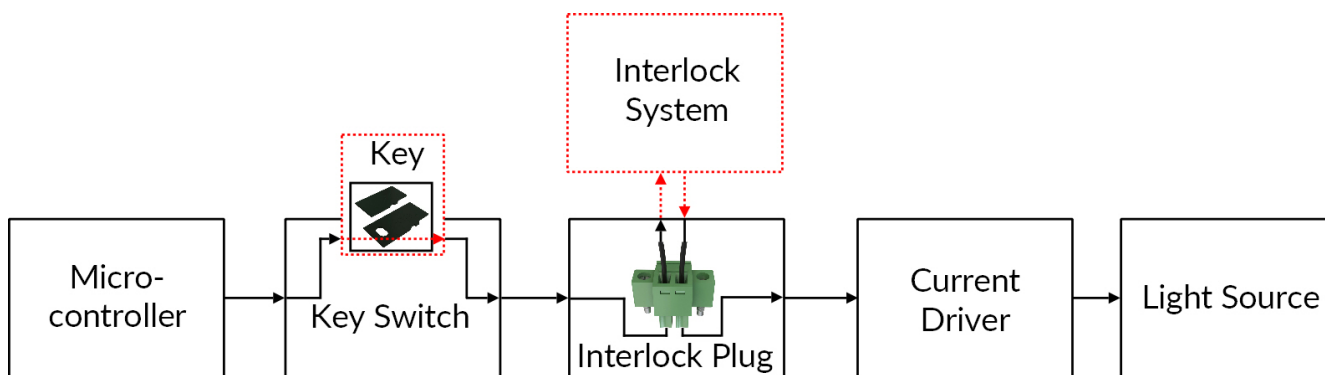 Interlock
System
Key
Micro-
controller
Key Switch
Interlock Plug
Current
Driver
Light Source